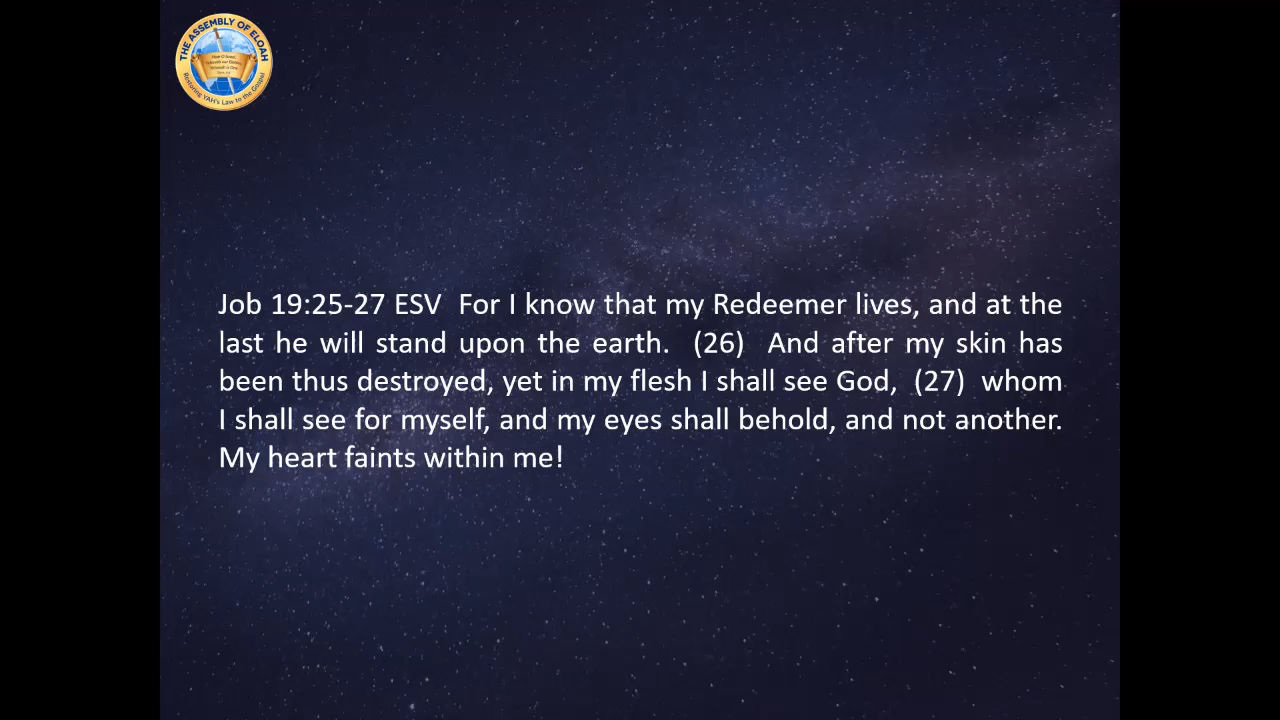 THE ASSEMBLY OF ELOAH
Restoring YAH's Law to the Gospel
Job 19:25-27 ESV  For I know that my Redeemer lives, and at the
last he will stand upon the earth.  (26)  And after my skin has
been thus destroyed, yet in my flesh I shall see God,  (27)  whom
I shall see for myself, and my eyes shall behold, and not another.
My heart faints within me!